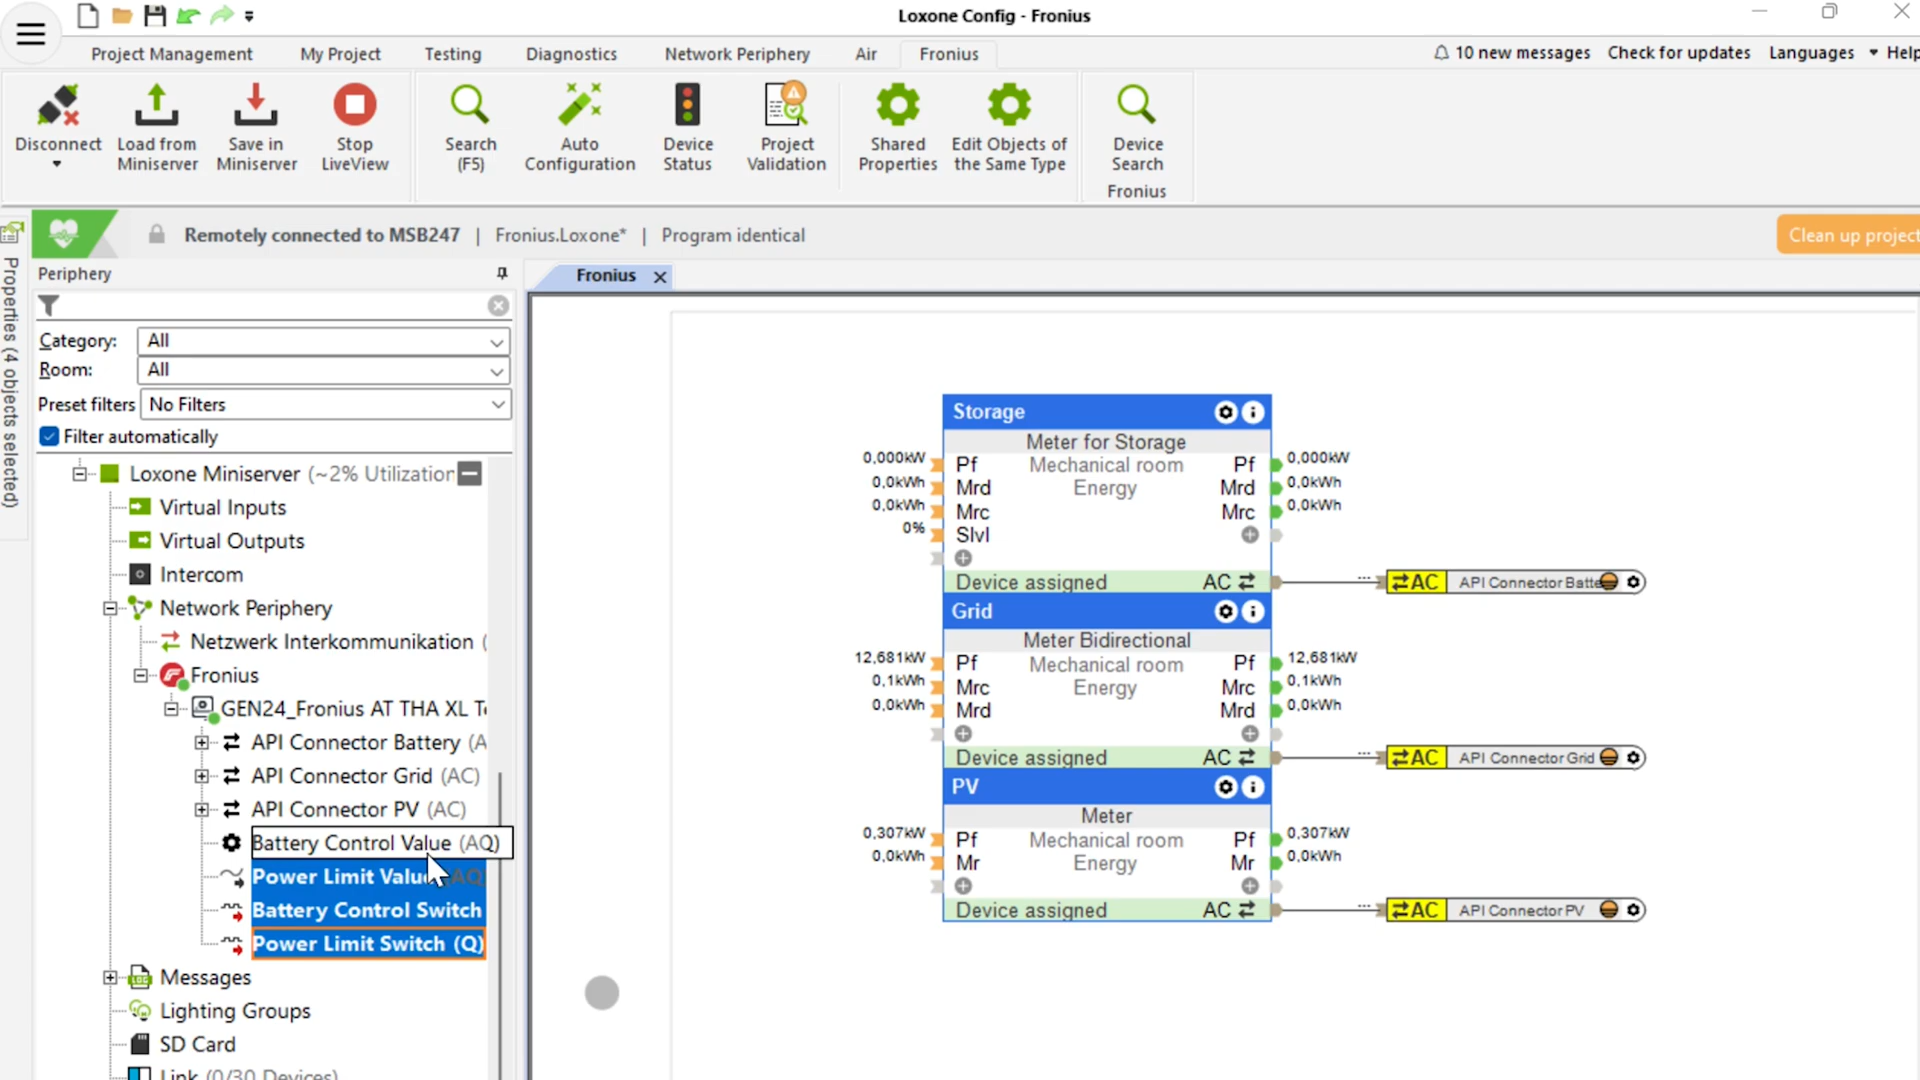 Loxone Config - Fronius
Project Management
My Project
Testing
Diagnostics
Network Periphery
Air
Fronius
10 new messages
Check for updates
Languages
Help
Disconnect
Load from
Miniserver
Save in
Miniserver
Stop
LiveView
Search
(F5)
Auto
Configuration
Device
Status
Project
Validation
Shared
Properties
Edit Objects of
the Same Type
Device
Search
Fronius
Remotely connected to MSB247 | Fronius.Loxone* | Program identical
Clean up project
Properties (4 objects selected)
Periphery
Fronius
Category: All
Room: All
Preset filters No Filters
Filter automatically
Loxone Miniserver (~2% Utilization
Virtual Inputs
Virtual Outputs
Intercom
Network Periphery
Netzwerk Interkommunikation (
Fronius
GEN24_Fronius AT THA XL Te
API Connector Battery (A
API Connector Grid (AC)
API Connector PV (AC)
Battery Control Value (AQ)
Power Limit Value (AQ)
Battery Control Switch
Power Limit Switch (Q)
Messages
LOG
Lighting Groups
SD Card
Link (0/30 Devices)
Storage
Meter for Storage
0,000kW Pf Mechanical room Pf 0,000kW
0,0kWh Mrd Energy Mrd 0,0kWh
0,0kWh Mrc Mrc 0,0kWh
0% Slvl
Device assigned AC
AC API Connector Batte
Grid
Meter Bidirectional
12,681kW Pf Mechanical room Pf 12,681kW
0,1kWh Mrc Energy Mrc 0,1kWh
0,0kWh Mrd Mrd 0,0kWh
Device assigned AC
AC API Connector Grid
PV
Meter
0,307kW Pf Mechanical room Pf 0,307kW
0,0kWh Mr Energy Mr 0,0kWh
Device assigned AC
AC API Connector PV